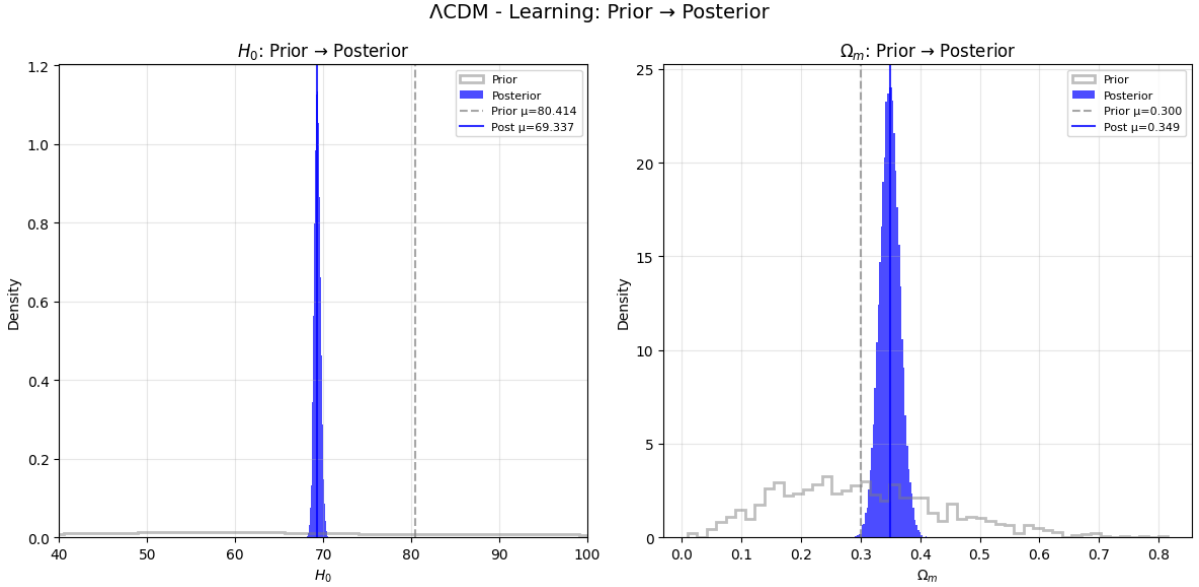 ΛCDM - Learning: Prior → Posterior
H₀: Prior → Posterior
Density
1.2
1.0
0.8
0.6
0.4
0.2
0.0
40 50 60 70 80 90 100
H₀
Prior
Posterior
Prior μ=80.414
Post μ=69.337
Ωₘ: Prior → Posterior
Density
25
20
15
10
5
0
0.0 0.1 0.2 0.3 0.4 0.5 0.6 0.7 0.8
Ωₘ
Prior
Posterior
Prior μ=0.300
Post μ=0.349